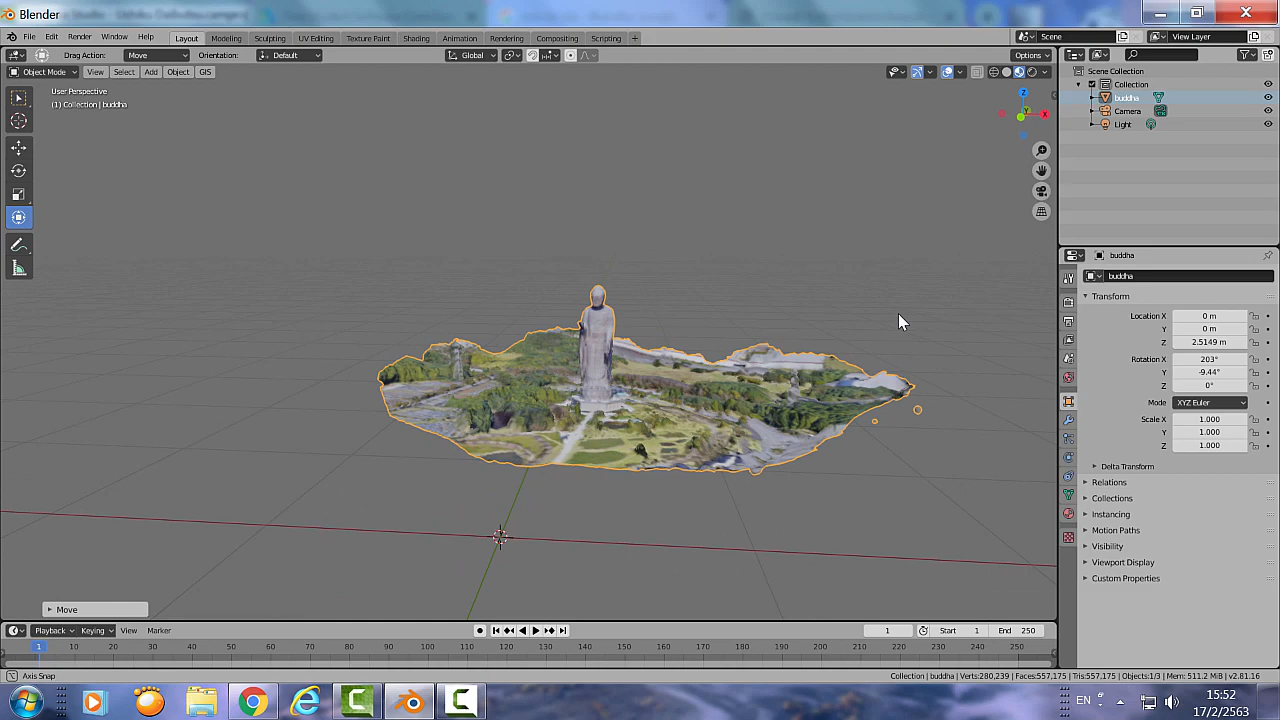 Blender
File Edit Render Window Help Layout Modeling Sculpting UV Editing Texture Paint Shading Animation Rendering Compositing Scripting + Scene View Layer
Drag Action: Move Orientation: Default Global Options
Object Mode View Select Add Object GIS
Scene Collection
Collection
buddha
Camera
Light
User Perspective
(1) Collection | buddha
Z
Y
X
buddha
buddha
Transform
Location X 0 m
Y 0 m
Z 2.5149 m
Rotation X 203°
Y -9.44°
Z 0°
Mode XYZ Euler
Scale X 1.000
Y 1.000
Z 1.000
Delta Transform
Relations
Collections
Instancing
Motion Paths
Visibility
Viewport Display
Custom Properties
Move
Playback Keying View Marker 1 Start 1 End 250
1 10 20 30 40 50 60 70 80 90 100 110 120 130 140 150 160 170 180 190 200 210 220 230 240 250
Axis Snap Collection | buddha | Verts:280,239 | Faces:557,175 | Tris:557,175 | Objects:1/3 | Mem: 511.2 MiB | v2.81.16
EN 15:52
17/2/2563